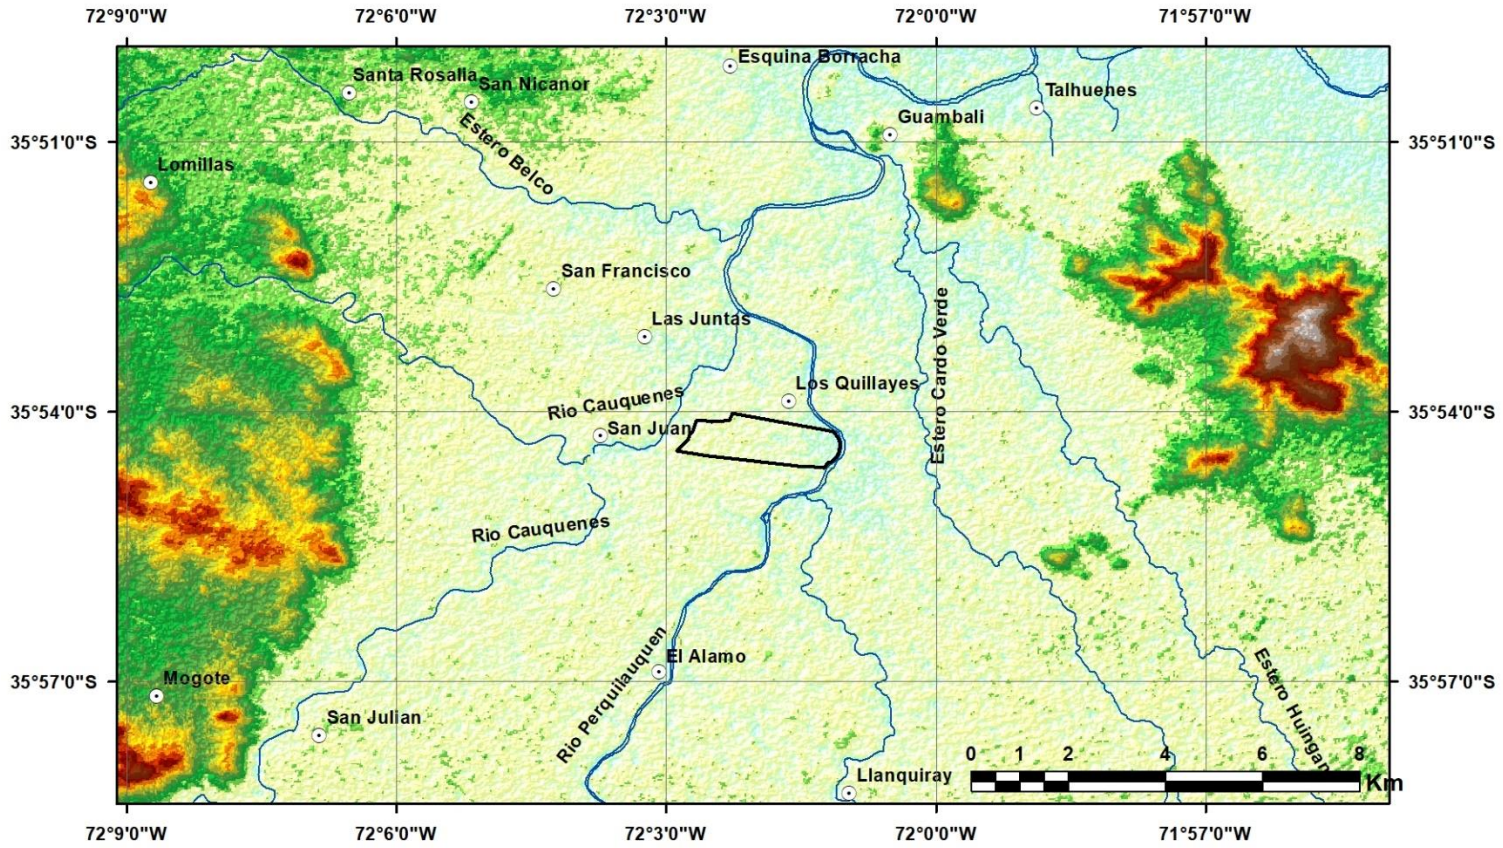 72°9'0"W 72°6'0"W 72°3'0"W 72°0'0"W 71°57'0"W
Esquina Borracha
Santa Rosalia
San Nicanor
Talhuenes
Guambali
Estero Belco
35°51'0"S 35°51'0"S
Lomillas
San Francisco
Las Juntas
Estero Cardo Verde
Los Quillayes
Rio Cauquenes
35°54'0"S 35°54'0"S
San Juan
Rio Cauquenes
Rio Perquilauquen
El Alamo
Estero Huingan
35°57'0"S 35°57'0"S
Mogote
San Julian
0 1 2 4 6 8
Km
Llanquiray
72°9'0"W 72°6'0"W 72°3'0"W 72°0'0"W 71°57'0"W